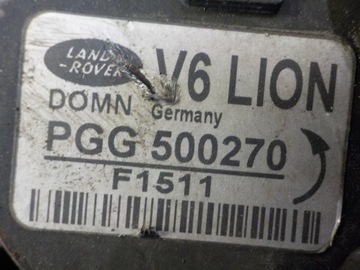 LAND
-ROVER
V6 LION
DOMN Germany
PGG 500270
F1511